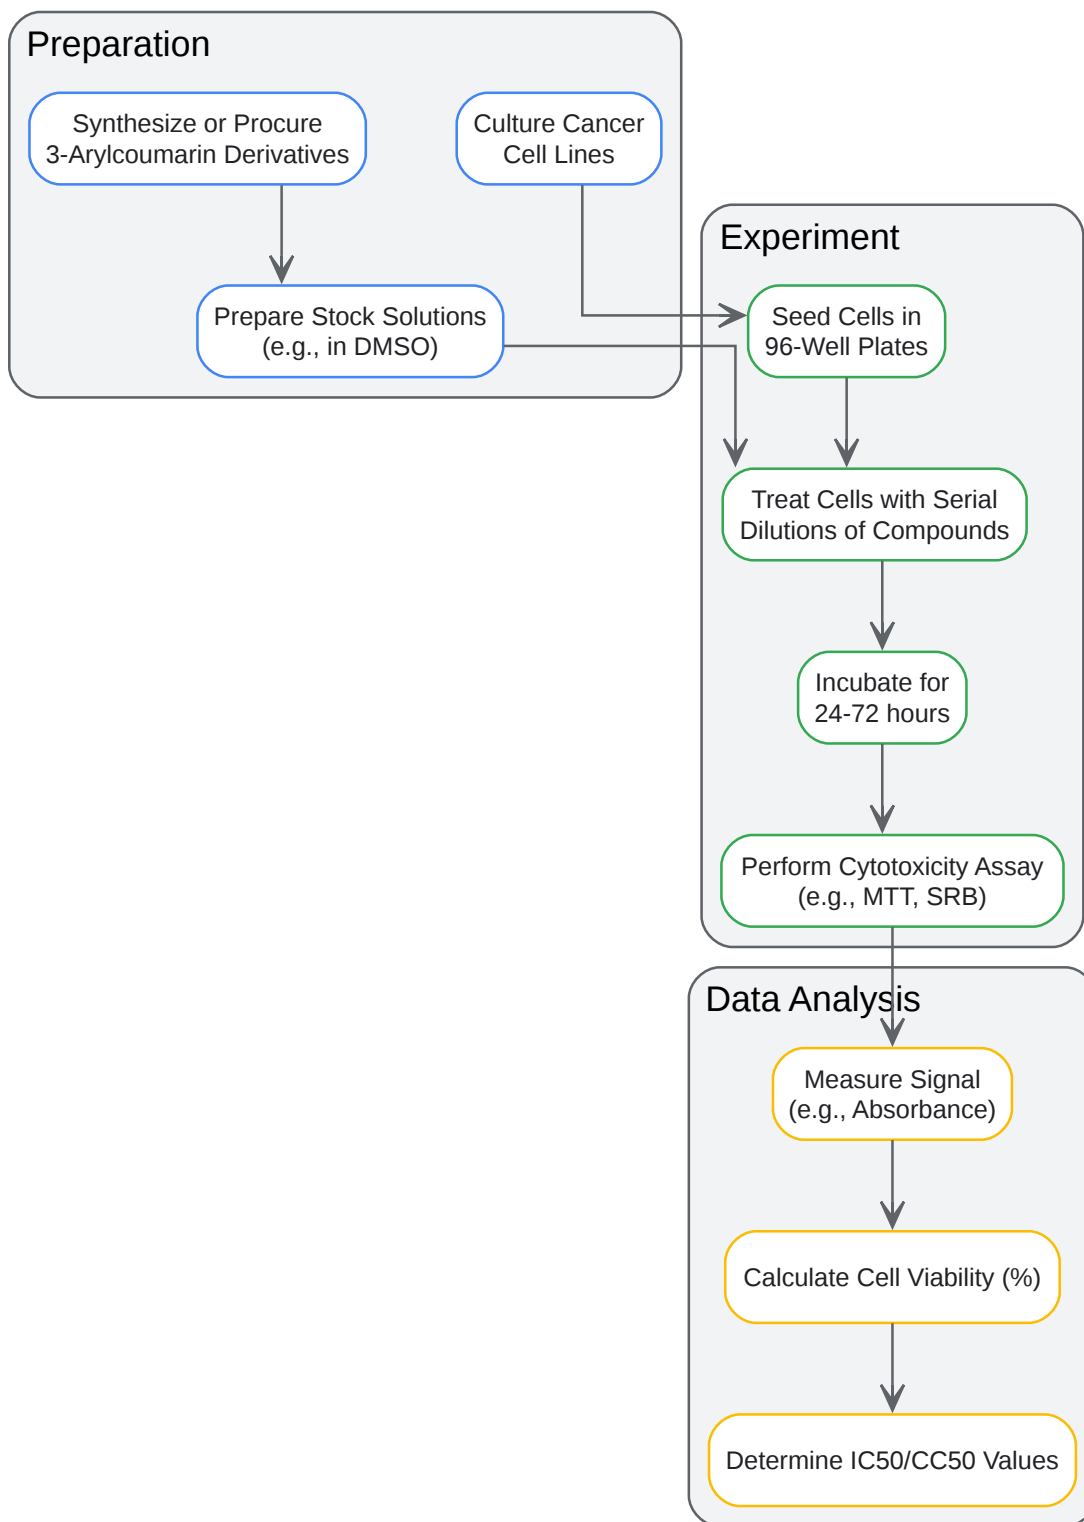 Preparation
Synthesize or Procure
3-Arylcoumarin Derivatives
Culture Cancer
Cell Lines
Prepare Stock Solutions
(e.g., in DMSO)
Experiment
Seed Cells in
96-Well Plates
Treat Cells with Serial
Dilutions of Compounds
Incubate for
24-72 hours
Perform Cytotoxicity Assay
(e.g., MTT, SRB)
Data Analysis
Measure Signal
(e.g., Absorbance)
Calculate Cell Viability (%)
Determine IC50/CC50 Values